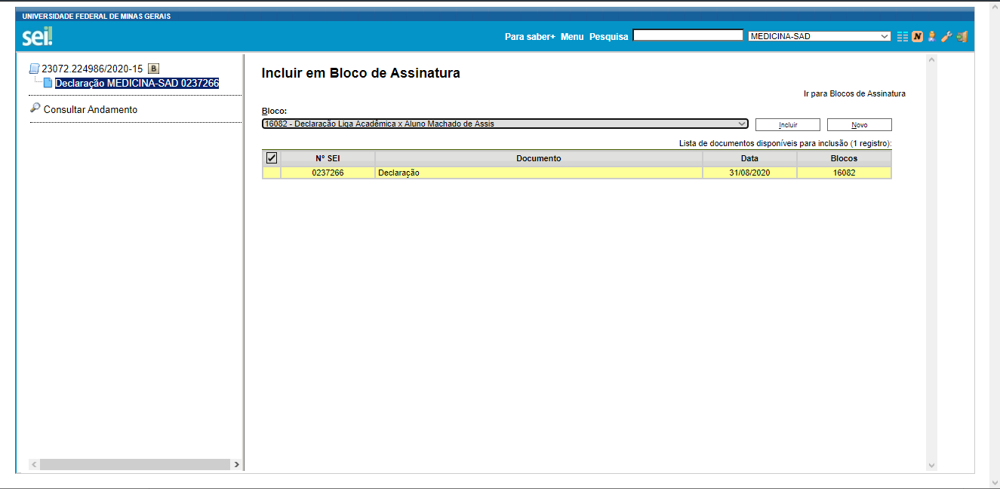 UNIVERSIDADE FEDERAL DE MINAS GERAIS
sei!
Para saber+ Menu Pesquisa MEDICINA-SAD
N
23072.224986/2020-15 B
Declaração MEDICINA-SAD 0237266
Consultar Andamento
Incluir em Bloco de Assinatura
Ir para Blocos de Assinatura
Bloco:
16082 - Declaração Liga Acadêmica x Aluno Machado de Assis
Incluir Novo
Lista de documentos disponíveis para inclusão (1 registro):
Nº SEI Documento Data Blocos
0237266 Declaração 31/08/2020 16082